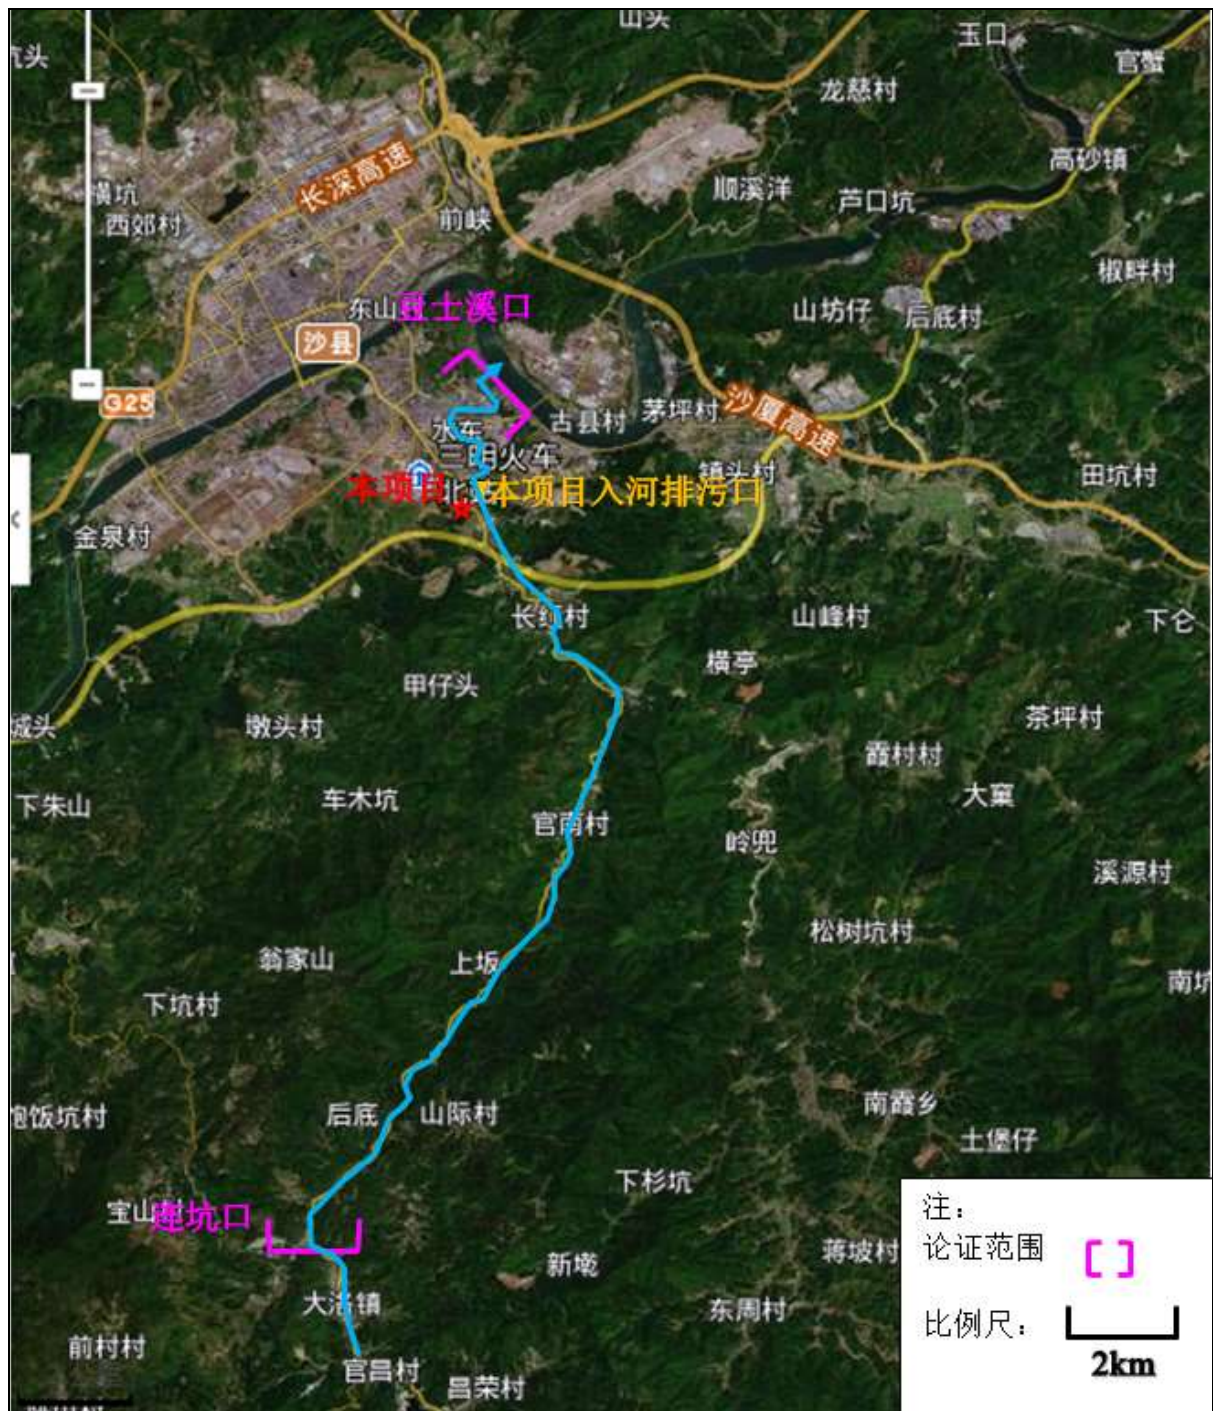 山头
玉口
坑头
官蟹
龙慈村
长深高速
高砂镇
横坑
顺溪洋
芦口坑
西郊村
前峡
椒畔村
东山
豆士溪口
山坊仔
后底村
沙县
G25
沙厦高速
水车
古县村
茅坪村
三明火车
北
镇头村
田坑村
本项目
本项目入河排污口
金泉村
长红村
山峰村
下仑
横亭
甲仔头
城头
墩头村
茶坪村
霞村村
下朱山
车木坑
大窠
官南村
岭兜
溪源村
松树坑村
翁家山
上坂
南坑
下坑村
南霞乡
饭坑村
后底
山际村
土堡仔
下杉坑
宝山
连坑口
蒋坡村
新墘
大洛镇
东周村
前村村
官昌村
昌荣村
注：
论证范围
比例尺：
2km